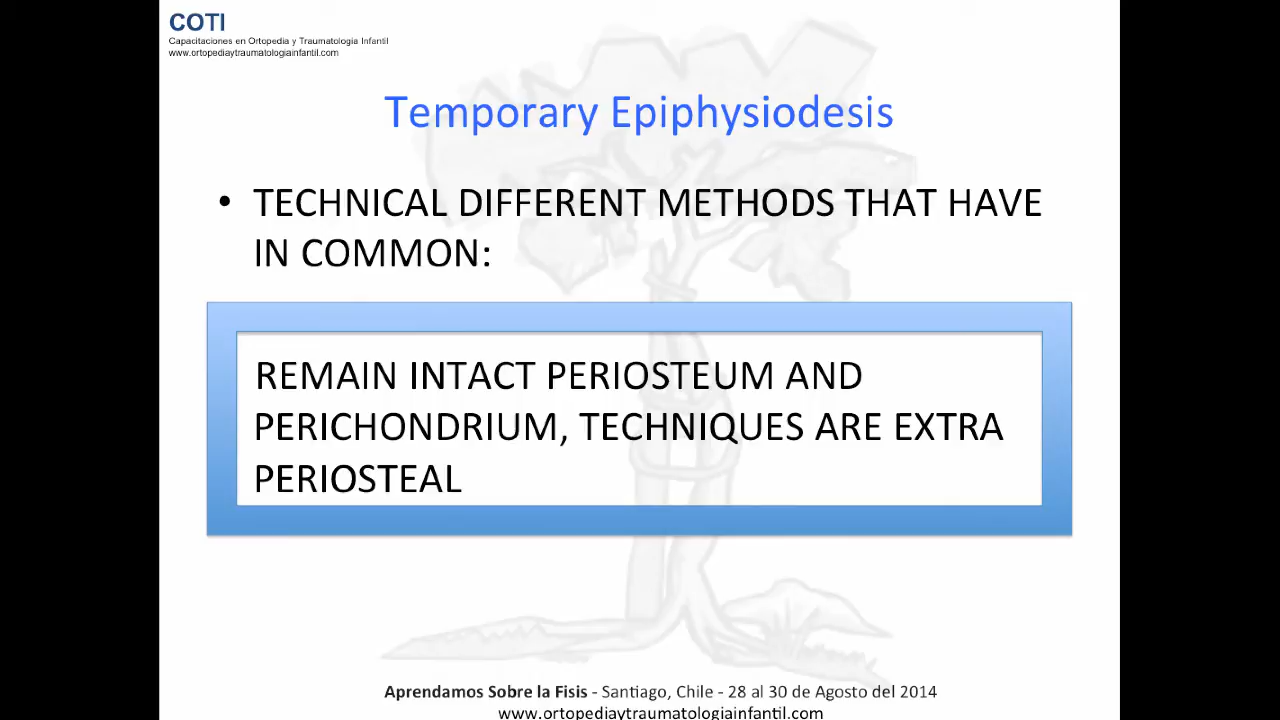 COTI
Capacitaciones en Ortopedia y Traumatologia Infantil
www.ortopediaytraumatologiainfantil.com
Temporary Epiphysiodesis
• TECHNICAL DIFFERENT METHODS THAT HAVE
IN COMMON:
REMAIN INTACT PERIOSTEUM AND
PERICHONDRIUM, TECHNIQUES ARE EXTRA
PERIOSTEAL
Aprendamos Sobre la Fisis - Santiago, Chile - 28 al 30 de Agosto del 2014
www.ortopediaytraumatologiainfantil.com